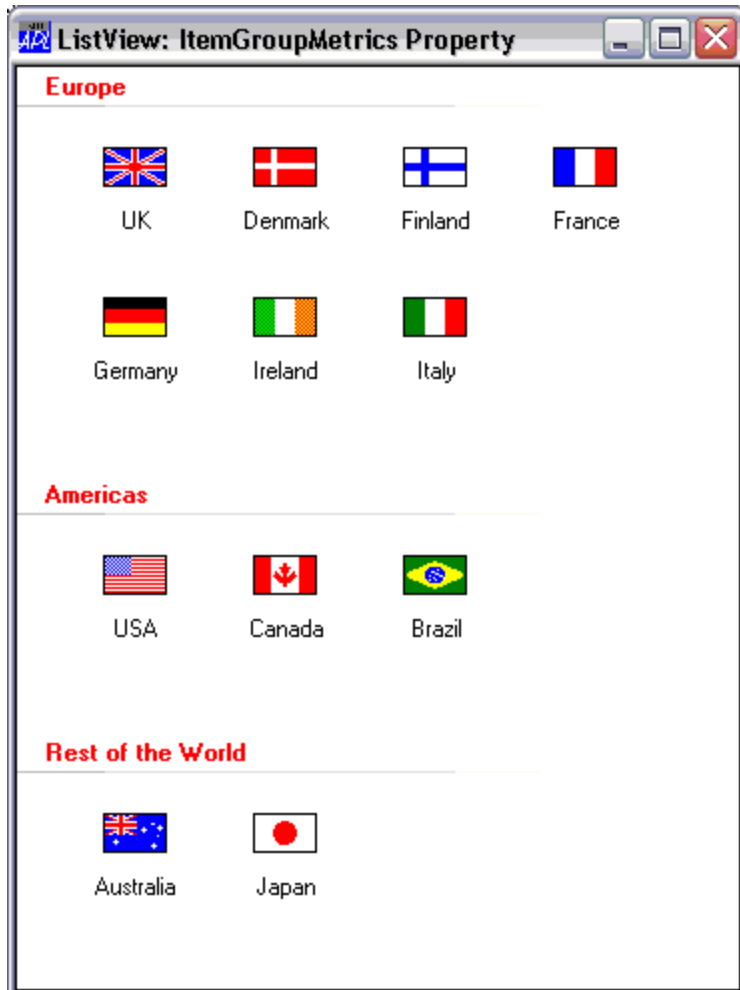 ListView: ItemGroupMetrics Property
Europe
UK Denmark Finland France
Germany Ireland Italy
Americas
USA Canada Brazil
Rest of the World
Australia Japan